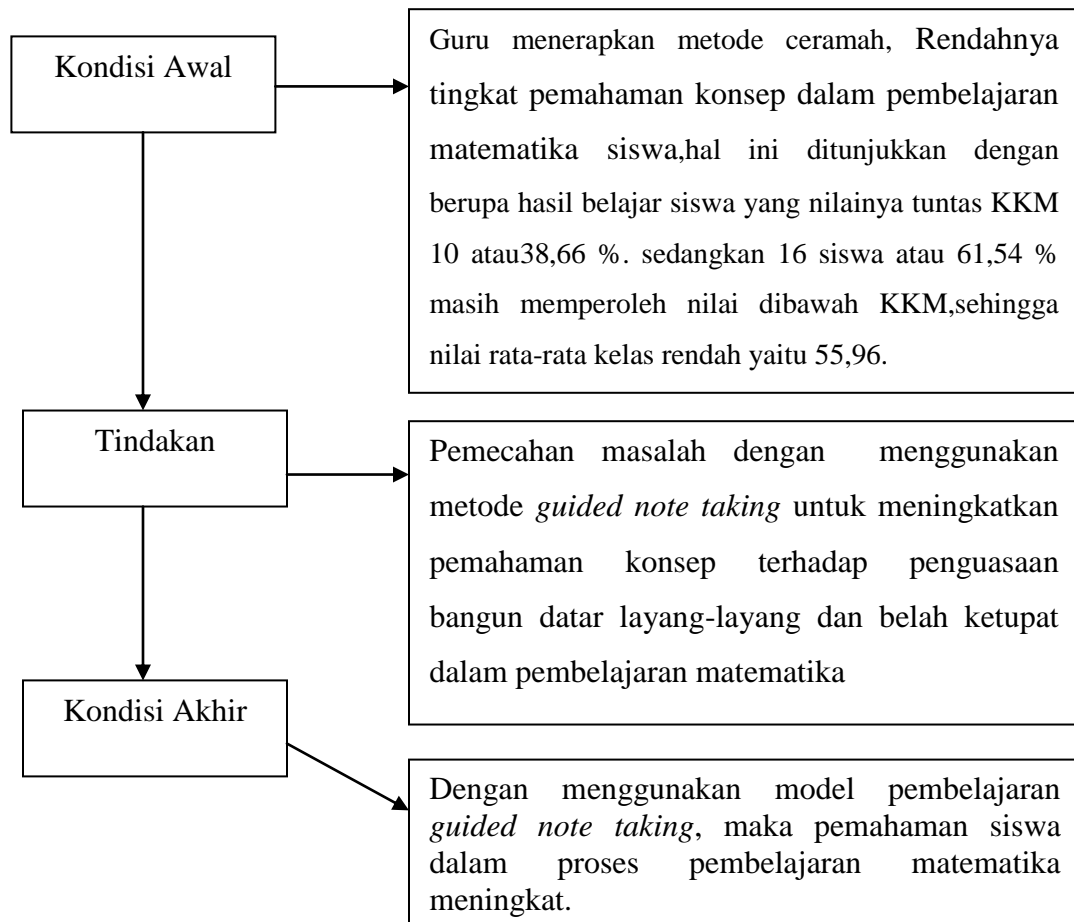 Kondisi Awal
Guru menerapkan metode ceramah, Rendahnya
tingkat pemahaman konsep dalam pembelajaran
matematika siswa,hal ini ditunjukkan dengan
berupa hasil belajar siswa yang nilainya tuntas KKM
10 atau38,66 %. sedangkan 16 siswa atau 61,54 %
masih memperoleh nilai dibawah KKM,sehingga
nilai rata-rata kelas rendah yaitu 55,96.
Tindakan
Pemecahan masalah dengan menggunakan
metode guided note taking untuk meningkatkan
pemahaman konsep terhadap penguasaan
bangun datar layang-layang dan belah ketupat
dalam pembelajaran matematika
Kondisi Akhir
Dengan menggunakan model pembelajaran
guided note taking, maka pemahaman siswa
dalam proses pembelajaran matematika
meningkat.